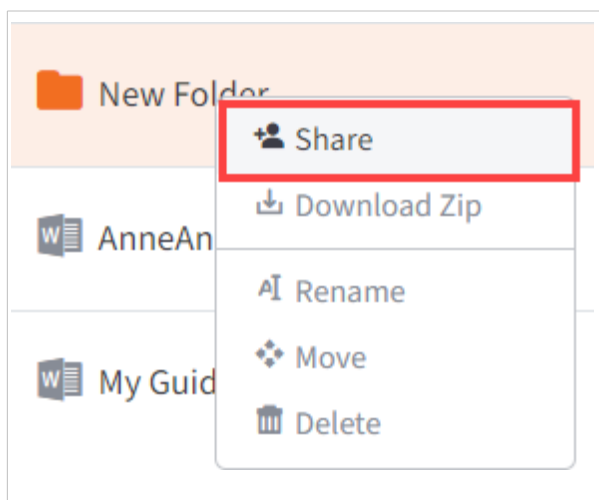 New Folder
Share
Download Zip
AnneAn
Rename
Move
My Guid
Delete